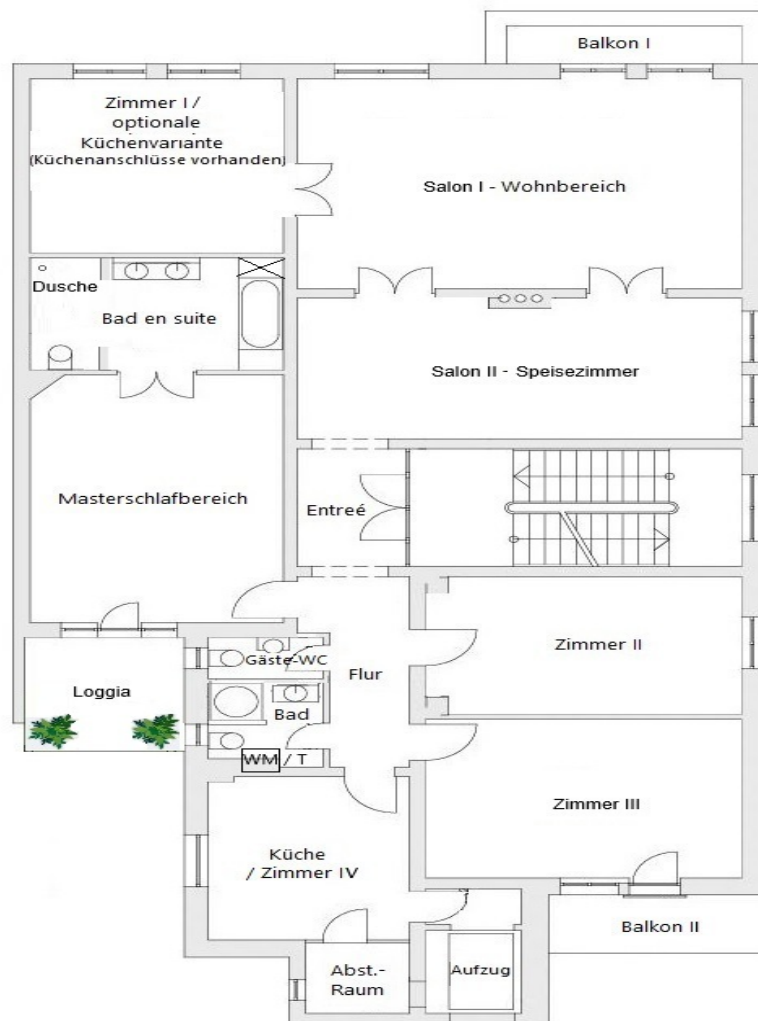 Balkon I
Zimmer I /
optionale
Küchenvariante
(Küchenanschlüsse vorhanden)
Salon I - Wohnbereich
Dusche
Bad en suite
Salon II - Speisezimmer
Masterschlafbereich
Entreé
Zimmer II
Gäste-WC
Flur
Loggia
Bad
WM / T
Zimmer III
Küche
/ Zimmer IV
Balkon II
Abst.-
Raum
Aufzug